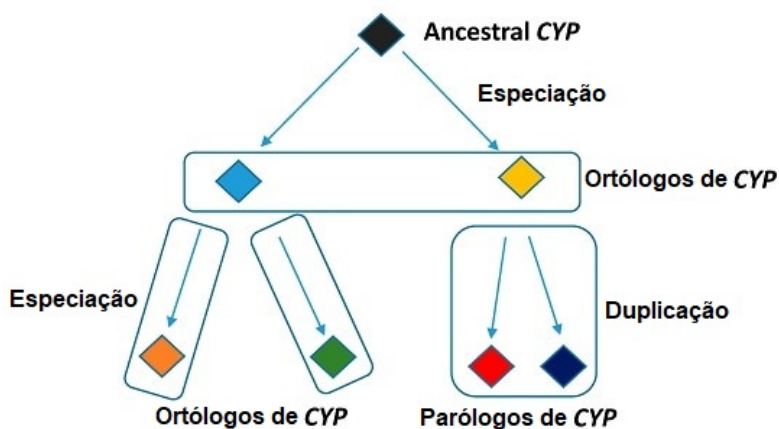 Ancestral CYP
Especiação
Ortólogos de CYP
Especiação
Duplicação
Ortólogos de CYP
Parólogos de CYP